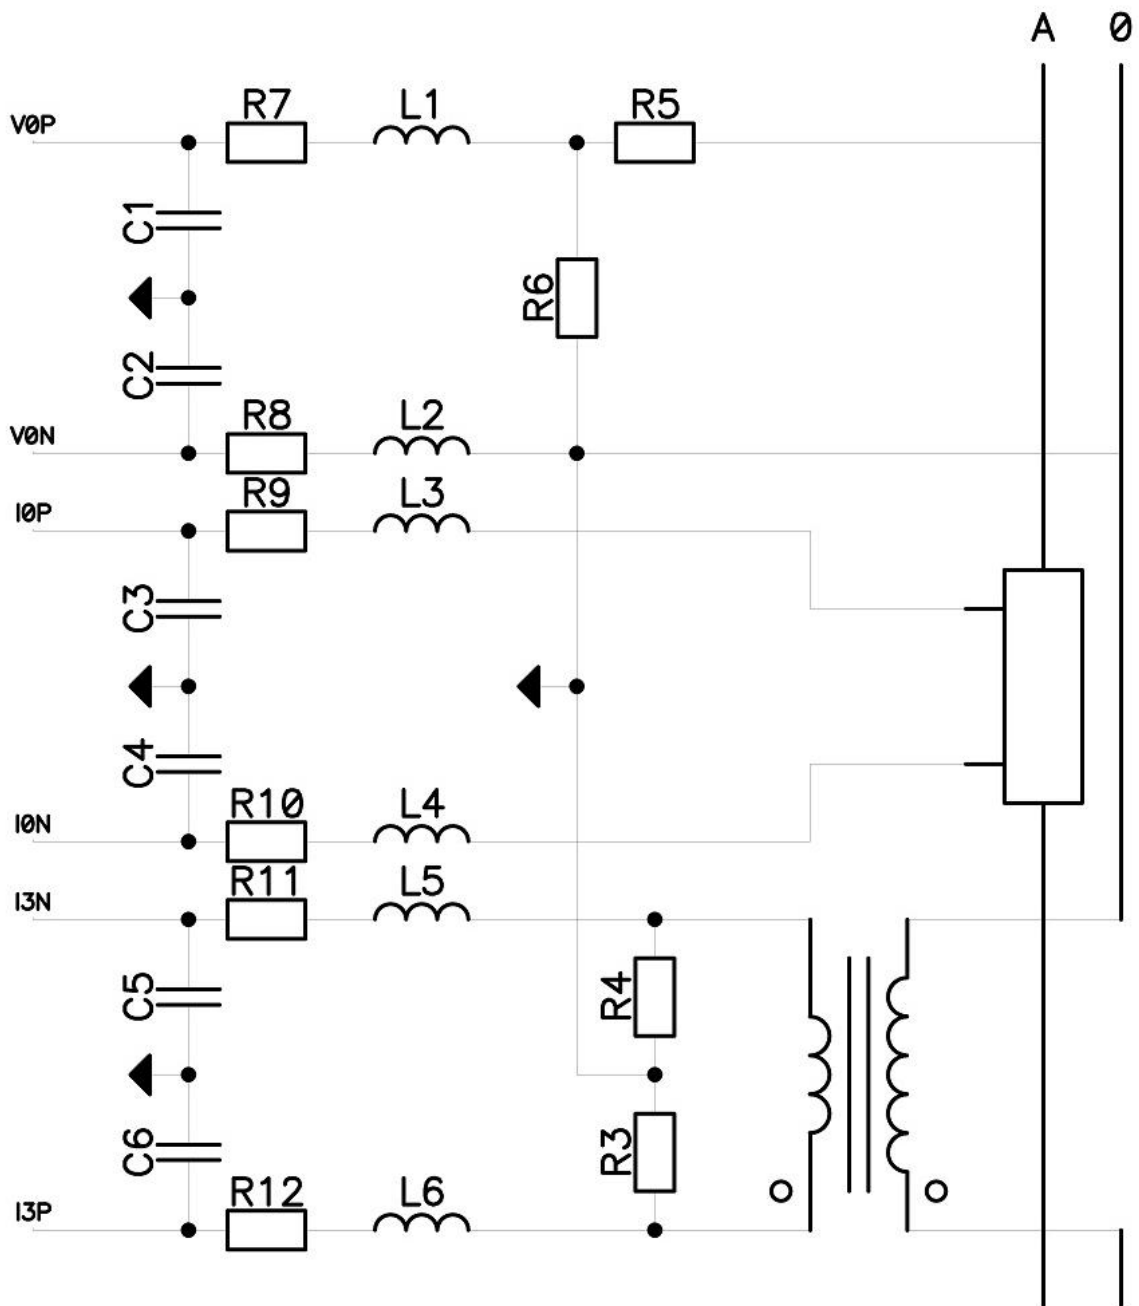 A 0
R7 L1 R5
V0P
C1
R6
C2
R8 L2
V0N
R9 L3
I0P
C3
C4
R10 L4
I0N
R11 L5
I3N
C5 R4
C6 R3
R12 L6
I3P